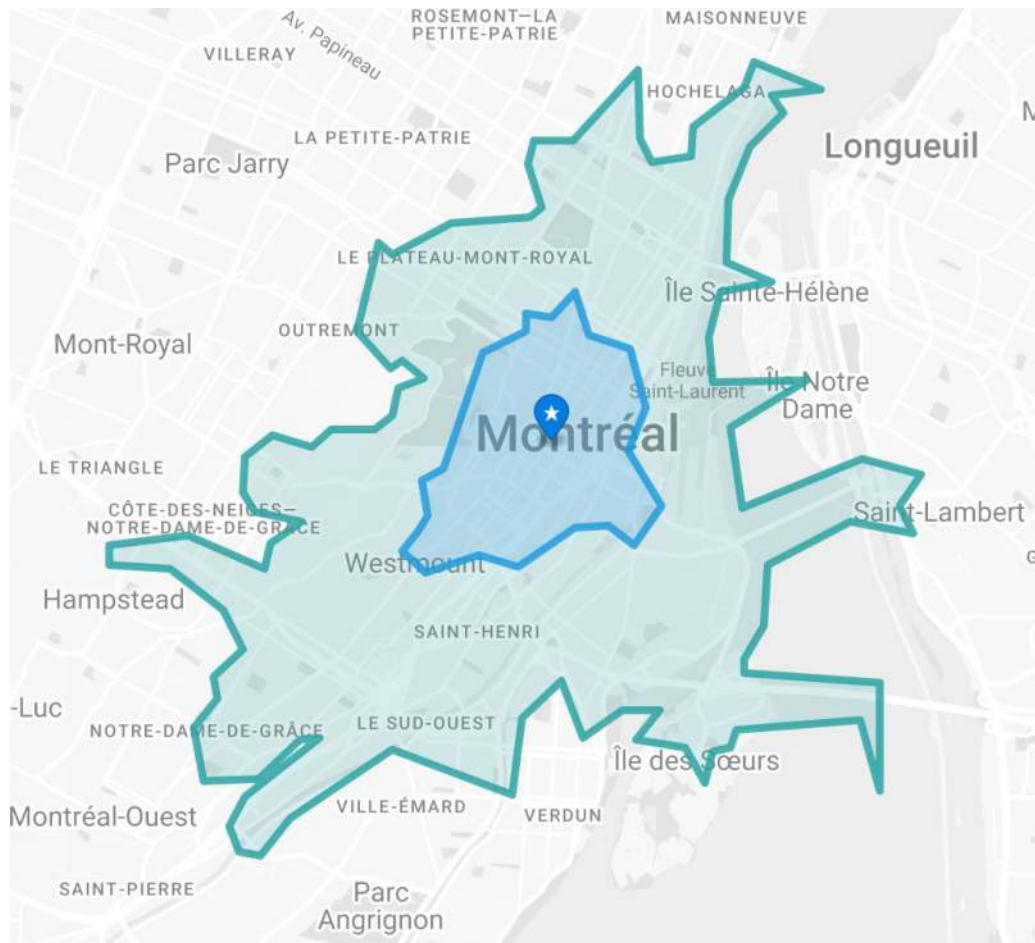 ROSEMONT—LA
PETITE-PATRIE
MAISONNEUVE
Av. Papineau
VILLERAY
HOCHELAGA
LA PETITE-PATRIE
Longueuil
Parc Jarry
LE PLATEAU-MONT-ROYAL
Île Sainte-Hélène
OUTREMONT
Mont-Royal
Fleuve
Saint-Laurent
Île Notre
Dame
Montréal
LE TRIANGLE
CÔTE-DES-NEIGES—
NOTRE-DAME-DE-GRÂCE
Saint-Lambert
Westmount
Hampstead
SAINT-HENRI
-Luc
NOTRE-DAME-DE-GRÂCE
LE SUD-OUEST
Île des Sœurs
Montréal-Ouest
VILLE-ÉMARD
VERDUN
SAINT-PIERRE
Parc
Angrignon